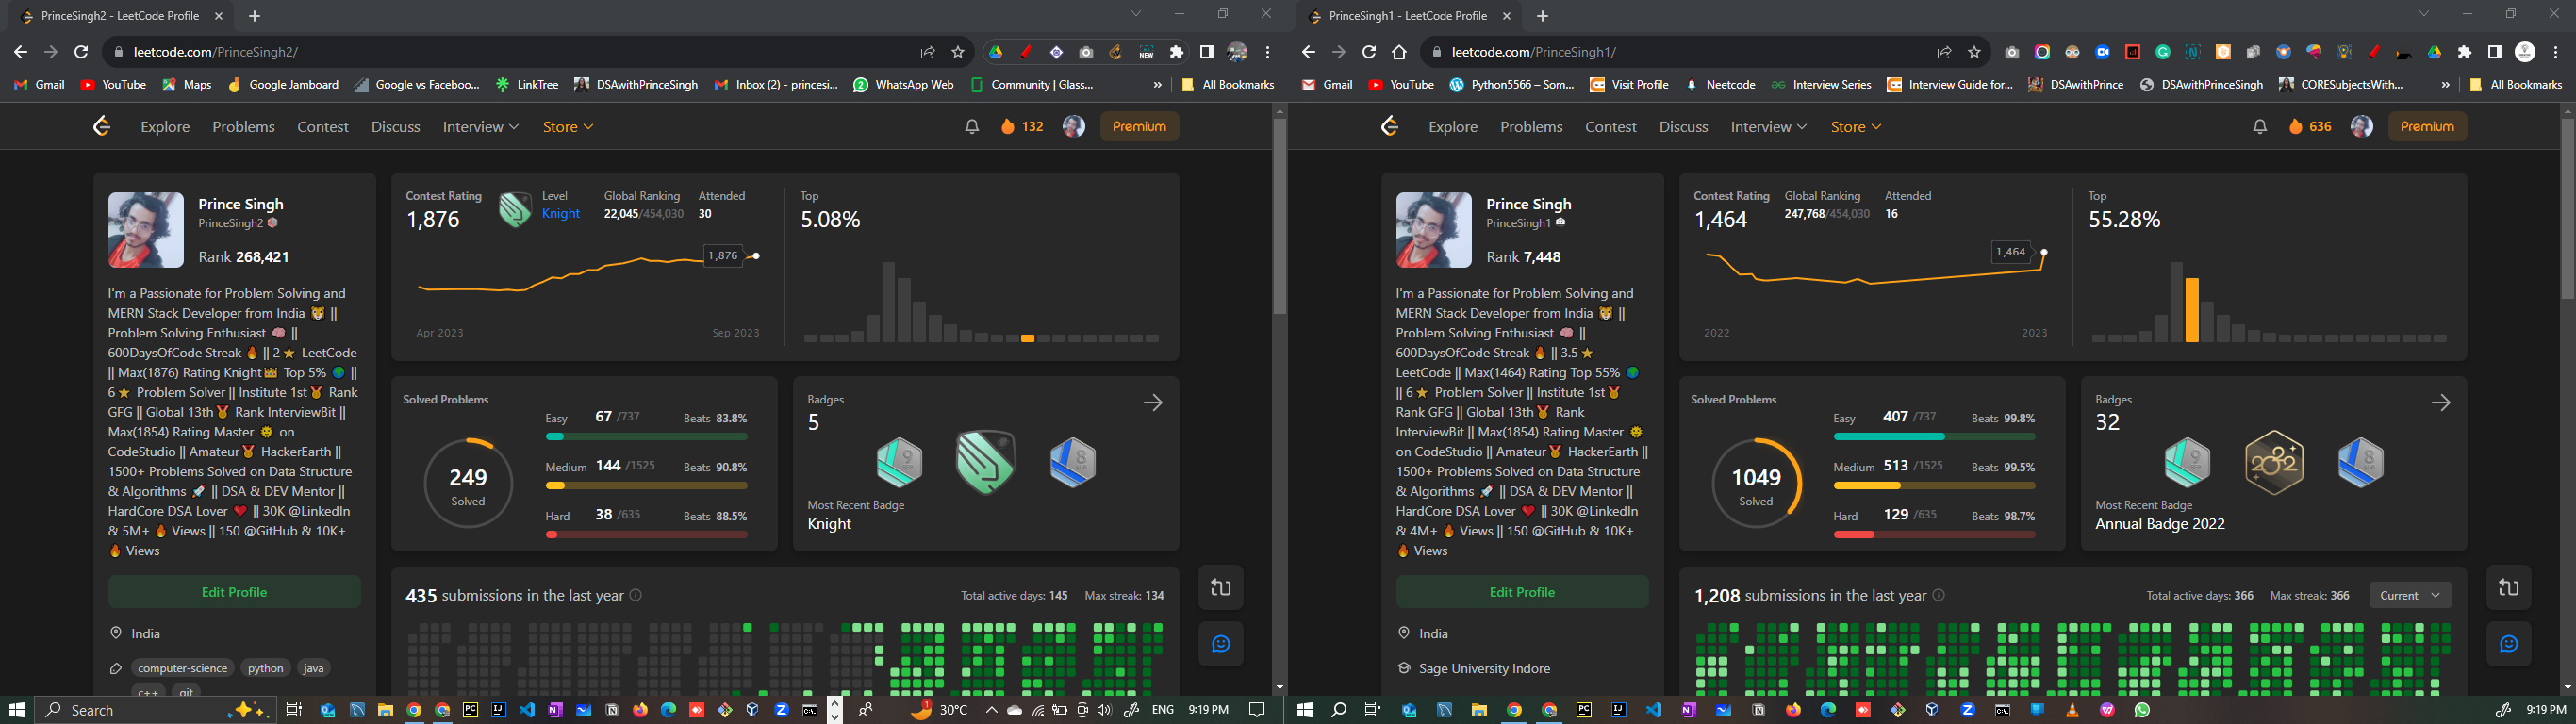 PrinceSingh2 - LeetCode Profile
leetcode.com/PrinceSingh2/
Gmail YouTube Maps Google Jamboard Google vs Faceboo... LinkTree DSAwithPrinceSingh Inbox (2) - princesi... WhatsApp Web Community | Glass... » All Bookmarks
Explore Problems Contest Discuss Interview Store 132 Premium
Prince Singh
PrinceSingh2
Rank 268,421
I'm a Passionate for Problem Solving and
MERN Stack Developer from India 🐯 ||
Problem Solving Enthusiast 🧠 ||
600DaysOfCode Streak 🔥 || 2⭐ LeetCode
|| Max(1876) Rating Knight👑 Top 5% 🌍 ||
6⭐ Problem Solver || Institute 1st🏅 Rank
GFG || Global 13th🏅 Rank InterviewBit ||
Max(1854) Rating Master 🌞 on
CodeStudio || Amateur🏅 HackerEarth ||
1500+ Problems Solved on Data Structure
& Algorithms 🚀 || DSA & DEV Mentor ||
HardCore DSA Lover ❤️ || 30K @LinkedIn
& 5M+ 🔥 Views || 150 @GitHub & 10K+
🔥 Views
Edit Profile
India
computer-science python java
c++ git
Contest Rating
1,876
Level
Knight
Global Ranking
22,045/454,030
Attended
30
1,876
Apr 2023 Sep 2023
Top
5.08%
Solved Problems
249
Solved
Easy 67 /737 Beats 83.8%
Medium 144 /1525 Beats 90.8%
Hard 38 /635 Beats 88.5%
Badges
5
9
8
Most Recent Badge
Knight
435 submissions in the last year Total active days: 145 Max streak: 134
Search 30°C ENG 9:19 PM
PrinceSingh1 - LeetCode Profile
leetcode.com/PrinceSingh1/
Gmail YouTube Python5566 – Som... Visit Profile Neetcode Interview Series Interview Guide for... DSAwithPrince DSAwithPrinceSingh CORESubjectsWith... » All Bookmarks
Explore Problems Contest Discuss Interview Store 636 Premium
Prince Singh
PrinceSingh1
Rank 7,448
I'm a Passionate for Problem Solving and
MERN Stack Developer from India 🐯 ||
Problem Solving Enthusiast 🧠 ||
600DaysOfCode Streak 🔥 || 3.5⭐
LeetCode || Max(1464) Rating Top 55% 🌍
|| 6⭐ Problem Solver || Institute 1st🏅
Rank GFG || Global 13th🏅 Rank
InterviewBit || Max(1854) Rating Master 🌞
on CodeStudio || Amateur🏅 HackerEarth ||
1500+ Problems Solved on Data Structure
& Algorithms 🚀 || DSA & DEV Mentor ||
HardCore DSA Lover ❤️ || 30K @LinkedIn
& 4M+ 🔥 Views || 150 @GitHub & 10K+
🔥 Views
Edit Profile
India
Sage University Indore
Contest Rating
1,464
Global Ranking
247,768/454,030
Attended
16
1,464
2022 2023
Top
55.28%
Solved Problems
1049
Solved
Easy 407 /737 Beats 99.8%
Medium 513 /1525 Beats 99.5%
Hard 129 /635 Beats 98.7%
Badges
32
9
2022
8
Most Recent Badge
Annual Badge 2022
1,208 submissions in the last year Total active days: 366 Max streak: 366 Current
9:19 PM